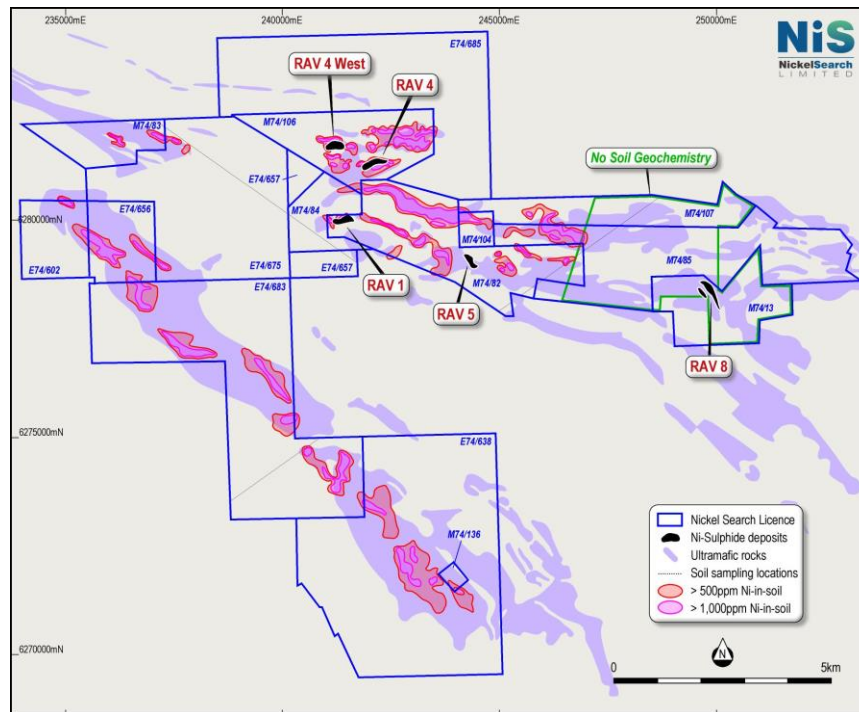 235000mE
240000mE
245000mE
250000mE
E74/685
NiS
NickelSearch
LIMITED
RAV 4 West
RAV 4
M74/83
M74/106
No Soil Geochemistry
E74/657
E74/656
M74/84
M74/107
6280000mN
M74/104
M74/85
E74/602
E74/675
E74/657
M74/82
E74/683
RAV 1
RAV 5
M74/13
RAV 8
6275000mN
E74/638
M74/136
Nickel Search Licence
Ni-Sulphide deposits
Ultramafic rocks
Soil sampling locations
> 500ppm Ni-in-soil
> 1,000ppm Ni-in-soil
6270000mN
N
0
5km